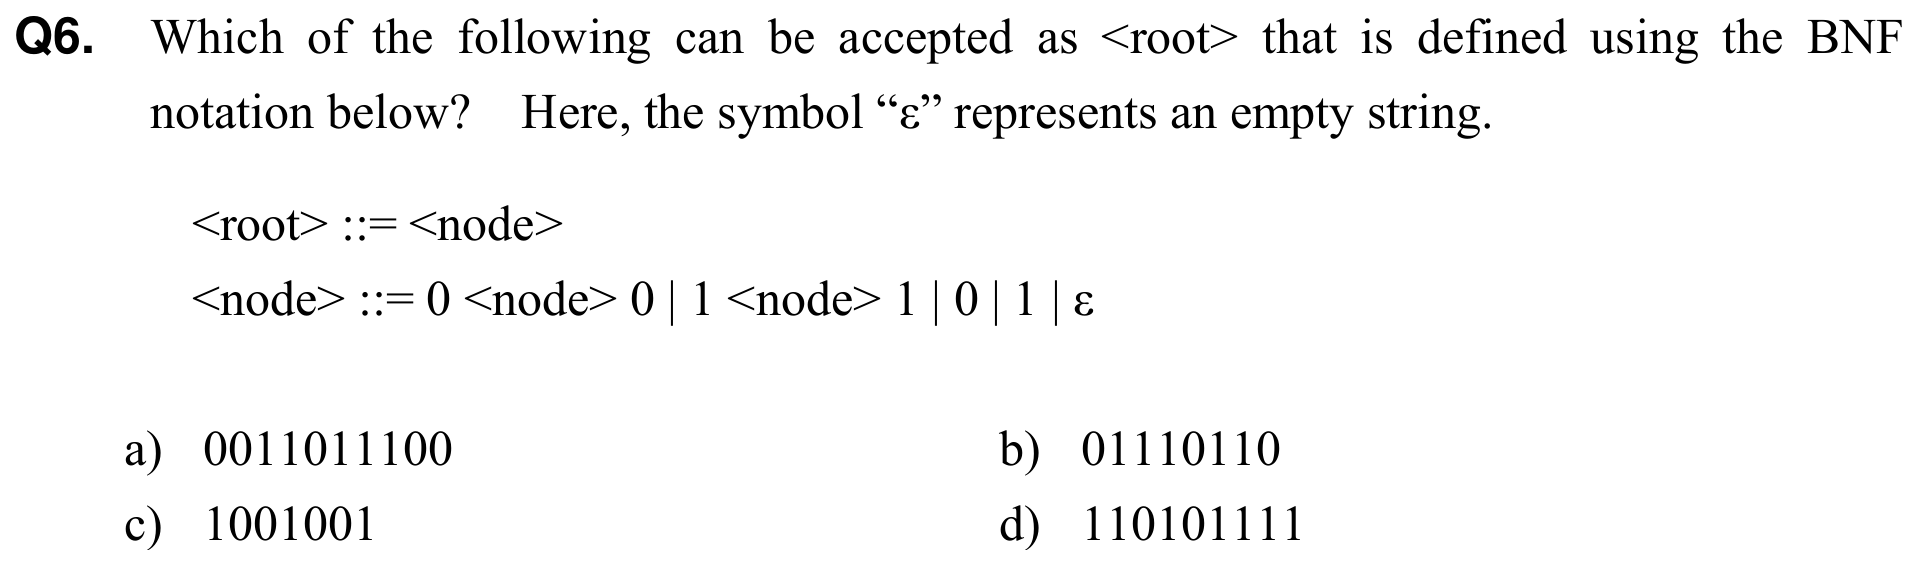 Q6. Which of the following can be accepted as <root> that is defined using the BNF
notation below? Here, the symbol “ε” represents an empty string.
<root> ::= <node>
<node> ::= 0 <node> 0 | 1 <node> 1 | 0 | 1 | ε
a) 0011011100 b) 01110110
c) 1001001 d) 110101111